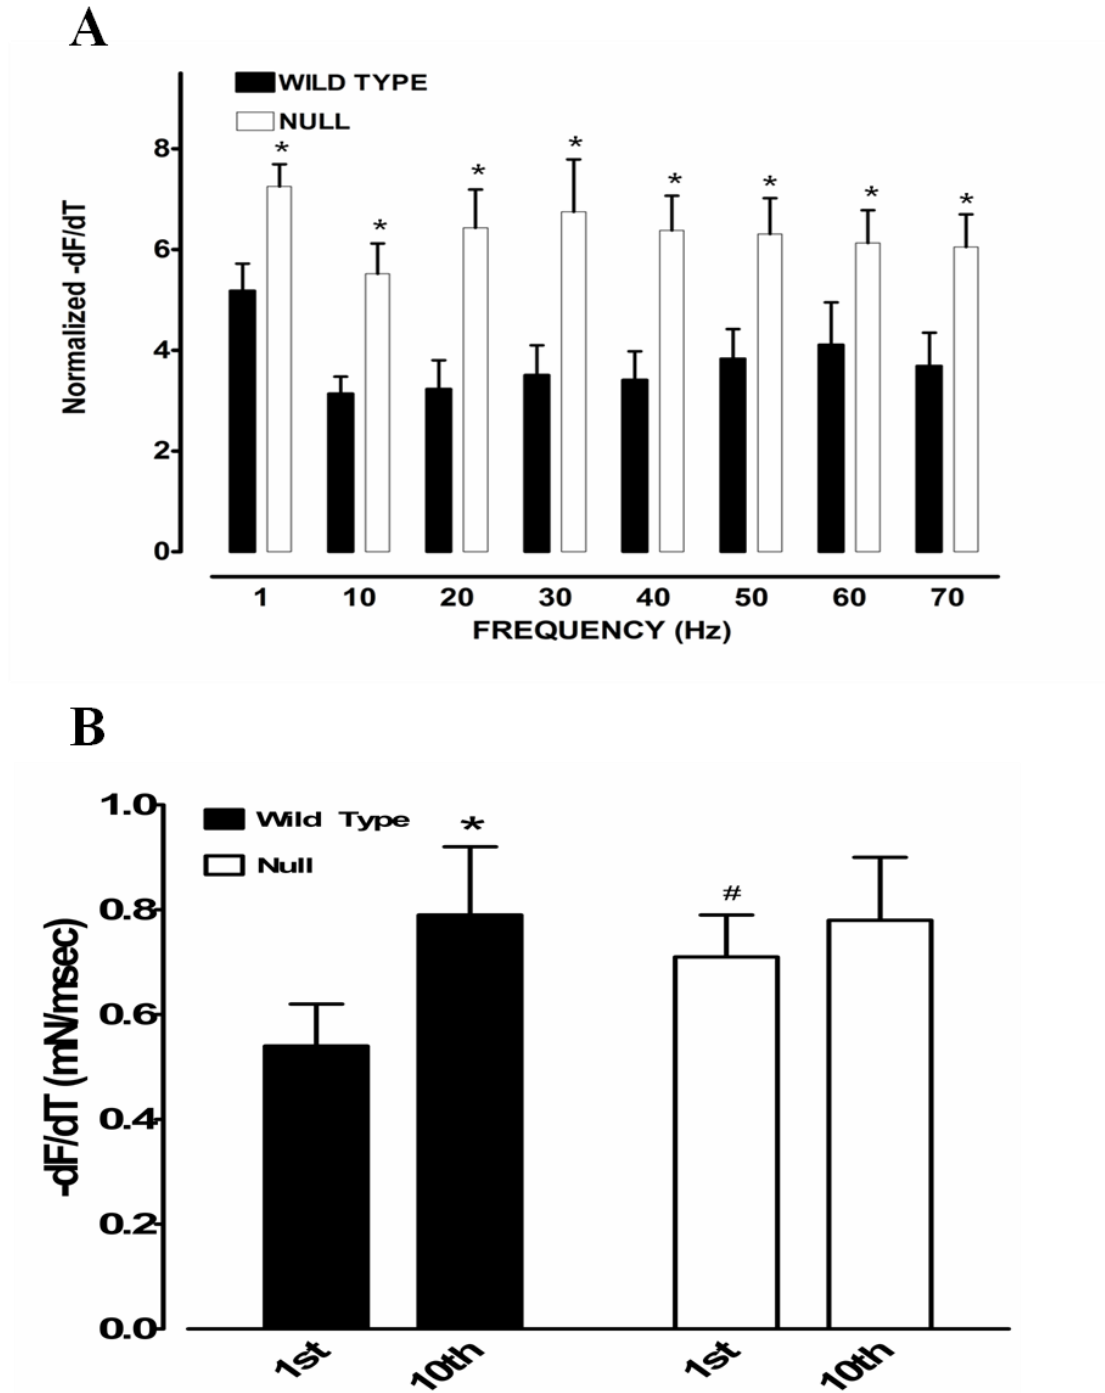 A
WILD TYPE
NULL
Normalized -dF/dT
8
6
4
2
0
* * * * * * * *
1 10 20 30 40 50 60 70
FREQUENCY (Hz)
B
Wild Type
Null
-dF/dT (mN/msec)
1.0
0.8
0.6
0.4
0.2
0.0
* #
1st 10th 1st 10th